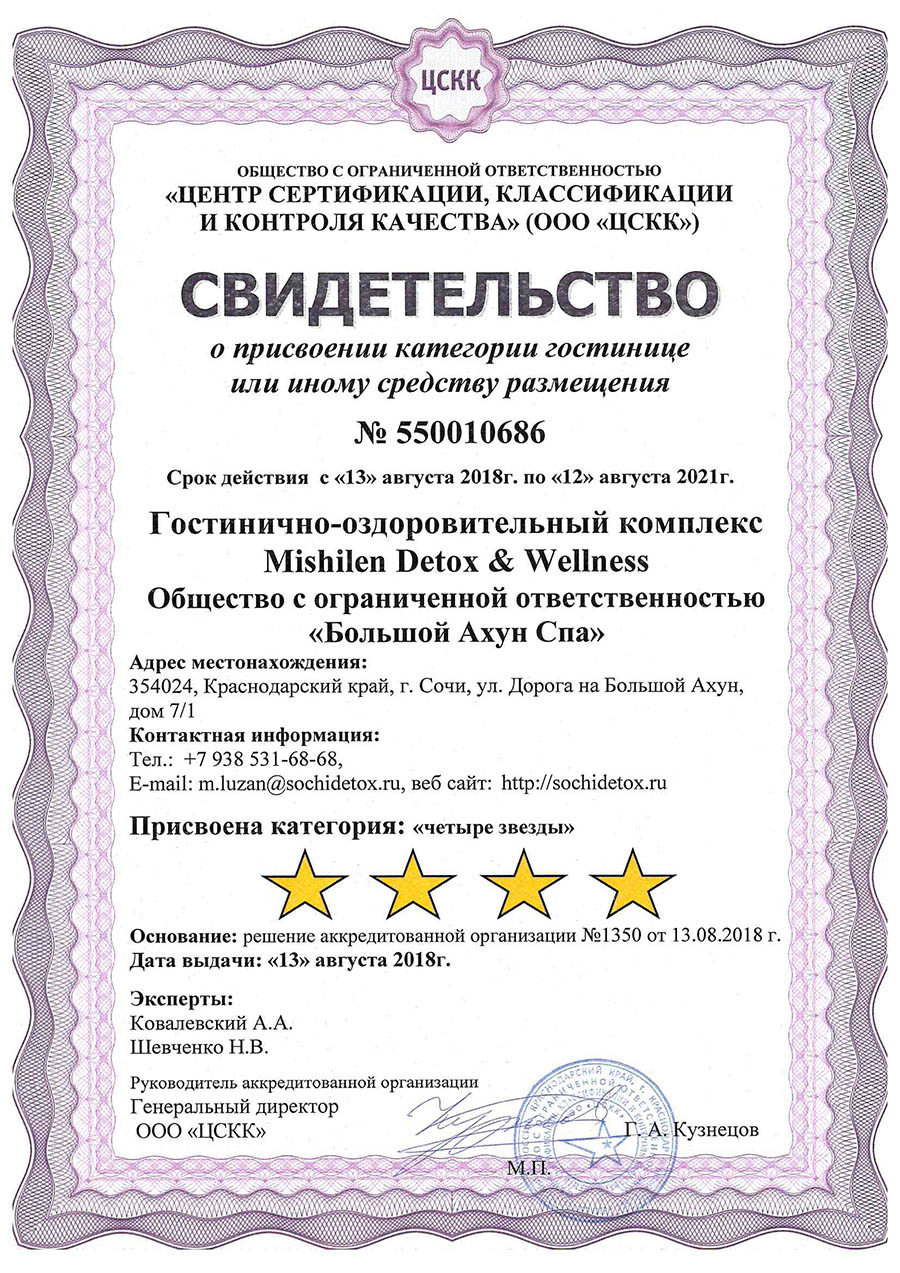 ЦСКК
ОБЩЕСТВО С ОГРАНИЧЕННОЙ ОТВЕТСТВЕННОСТЬЮ
«ЦЕНТР СЕРТИФИКАЦИИ, КЛАССИФИКАЦИИ
И КОНТРОЛЯ КАЧЕСТВА» (ООО «ЦСКК»)
СВИДЕТЕЛЬСТВО
о присвоении категории гостинице
или иному средству размещения
№ 550010686
Срок действия с «13» августа 2018г. по «12» августа 2021г.
Гостинично-оздоровительный комплекс
Mishilen Detox & Wellness
Общество с ограниченной ответственностью
«Большой Ахун Спа»
Адрес местонахождения:
354024, Краснодарский край, г. Сочи, ул. Дорога на Большой Ахун,
дом 7/1
Контактная информация:
Тел.: +7 938 531-68-68,
E-mail: m.luzan@sochidetox.ru, веб сайт: http://sochidetox.ru
Присвоена категория: «четыре звезды»
Основание: решение аккредитованной организации №1350 от 13.08.2018 г.
Дата выдачи: «13» августа 2018г.
Эксперты:
Ковалевский А.А.
Шевченко Н.В.
Руководитель аккредитованной организации
Генеральный директор
ООО «ЦСКК»
Г. А. Кузнецов
М.П.